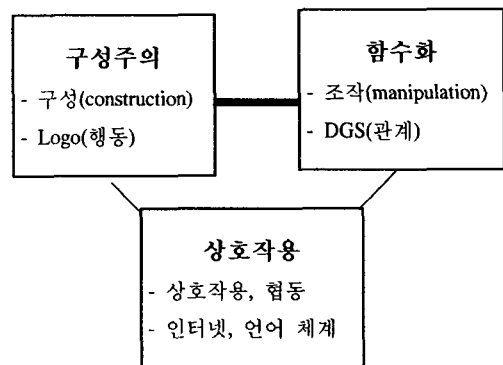 구성주의
- 구성(construction)
- Logo(행동)
함수화
- 조작(manipulation)
- DGS(관계)
상호작용
- 상호작용, 협동
- 인터넷, 언어 체계